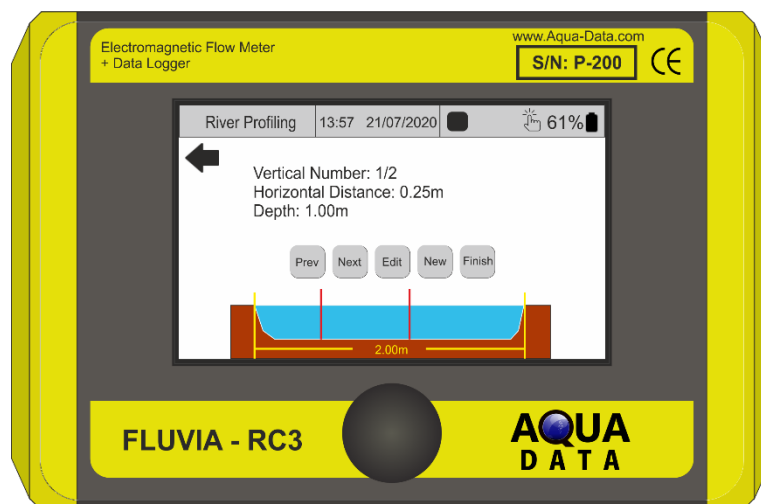 Electromagnetic Flow Meter
+ Data Logger
www.Aqua-Data.com
S/N: P-200
CE
River Profiling
13:57 21/07/2020
61%
Vertical Number: 1/2
Horizontal Distance: 0.25m
Depth: 1.00m
Prev
Next
Edit
New
Finish
2.00m
FLUVIA - RC3
AQUA
DATA